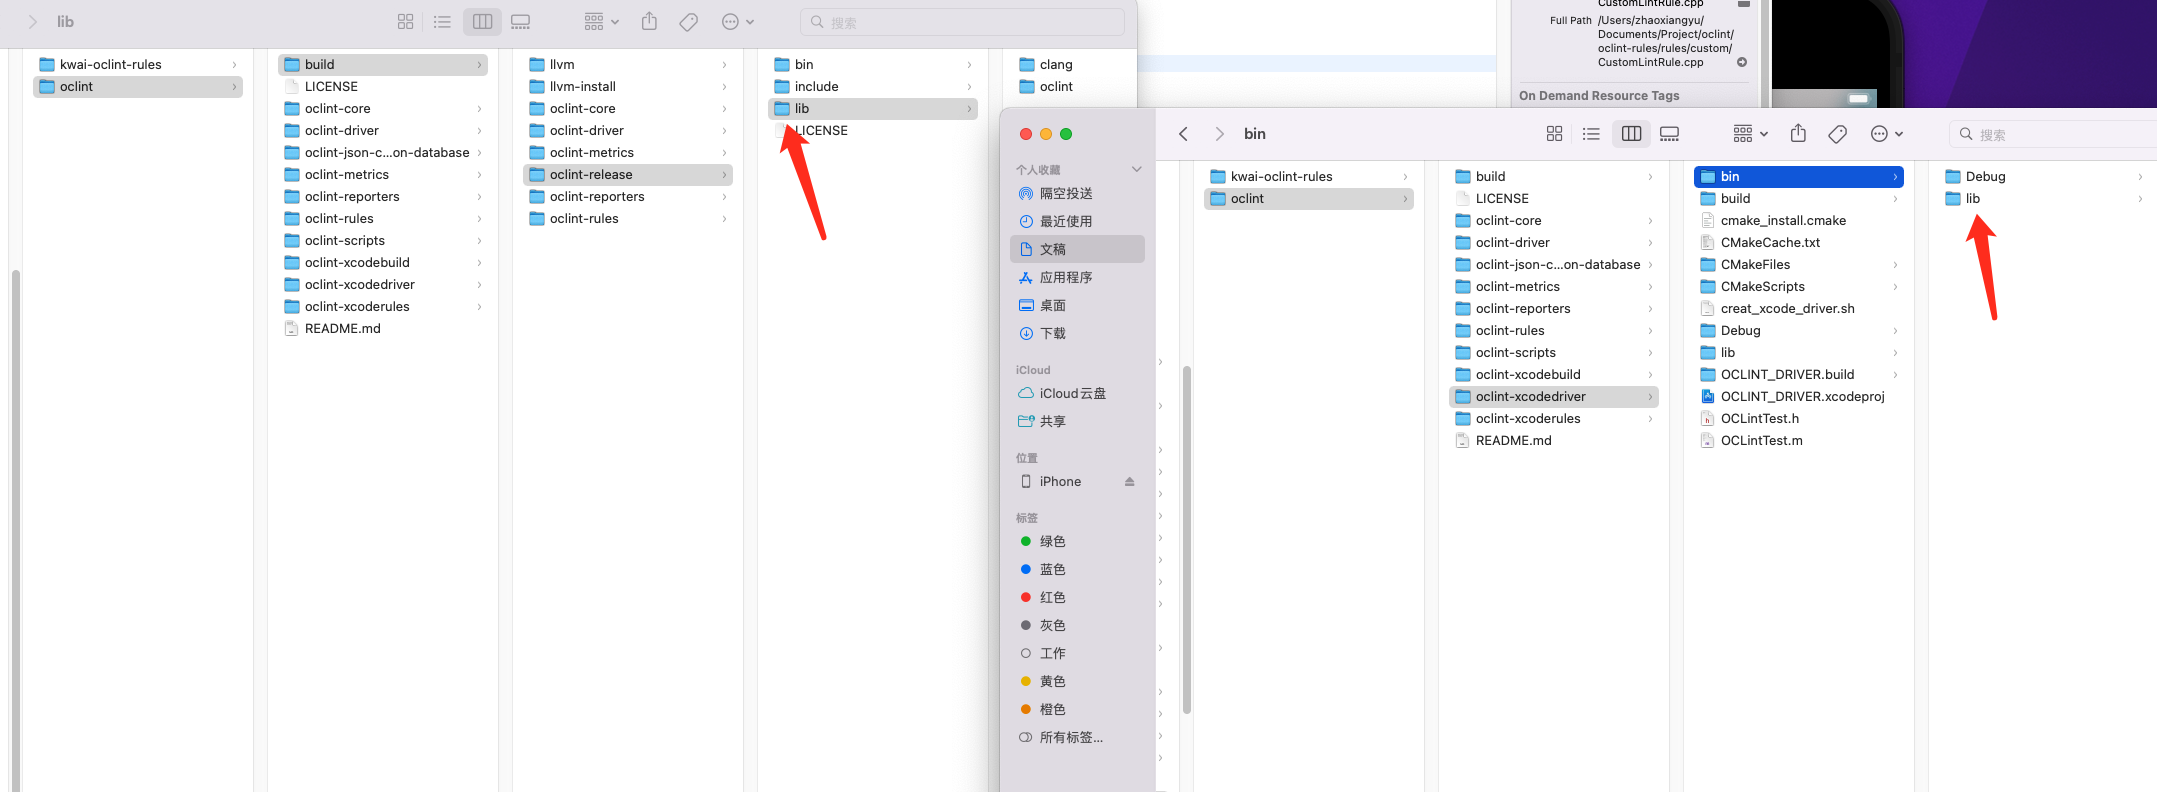 lib
搜索
kwai-oclint-rules
oclint
build
LICENSE
oclint-core
oclint-driver
oclint-json-c...on-database
oclint-metrics
oclint-reporters
oclint-rules
oclint-scripts
oclint-xcodebuild
oclint-xcodedriver
oclint-xcoderules
README.md
llvm
llvm-install
oclint-core
oclint-driver
oclint-metrics
oclint-release
oclint-reporters
oclint-rules
bin
include
lib
LICENSE
clang
oclint
CustomLintRule.cpp
Full Path /Users/zhaoxiangyu/
Documents/Project/oclint/
oclint-rules/rules/custom/
CustomLintRule.cpp
On Demand Resource Tags
bin
搜索
个人收藏
隔空投送
最近使用
文稿
应用程序
桌面
下载
iCloud
iCloud云盘
共享
位置
iPhone
标签
绿色
蓝色
红色
灰色
工作
黄色
橙色
所有标签...
kwai-oclint-rules
oclint
build
LICENSE
oclint-core
oclint-driver
oclint-json-c...on-database
oclint-metrics
oclint-reporters
oclint-rules
oclint-scripts
oclint-xcodebuild
oclint-xcodedriver
oclint-xcoderules
README.md
bin
build
cmake_install.cmake
CMakeCache.txt
CMakeFiles
CMakeScripts
creat_xcode_driver.sh
Debug
lib
OCLINT_DRIVER.build
OCLINT_DRIVER.xcodeproj
OCLintTest.h
OCLintTest.m
Debug
lib